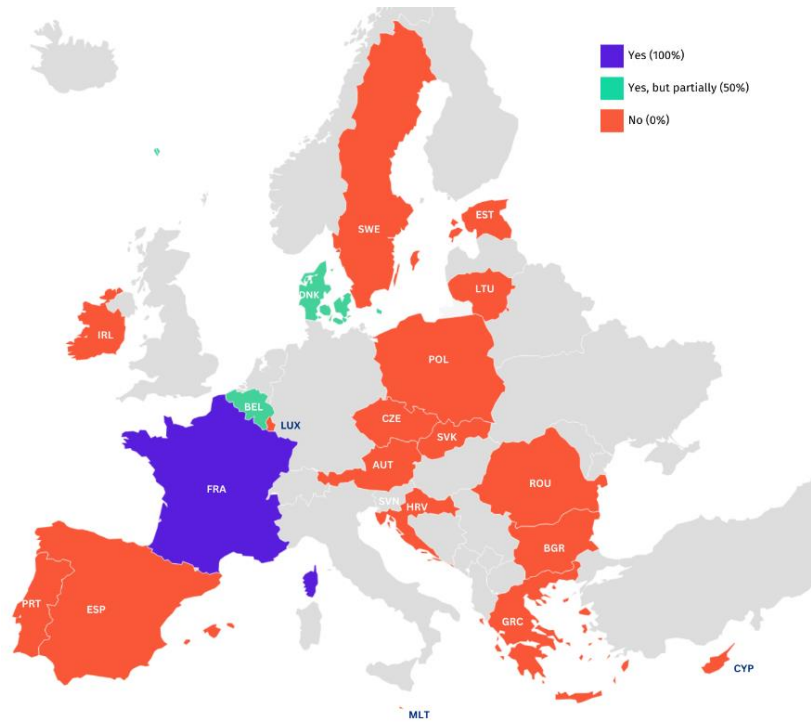 Yes (100%)
Yes, but partially (50%)
No (0%)
SWE
EST
LTU
DNK
IRL
POL
BEL
LUX
CZE
SVK
AUT
FRA
ROU
SVN
HRV
BGR
PRT
ESP
GRC
CYP
MLT